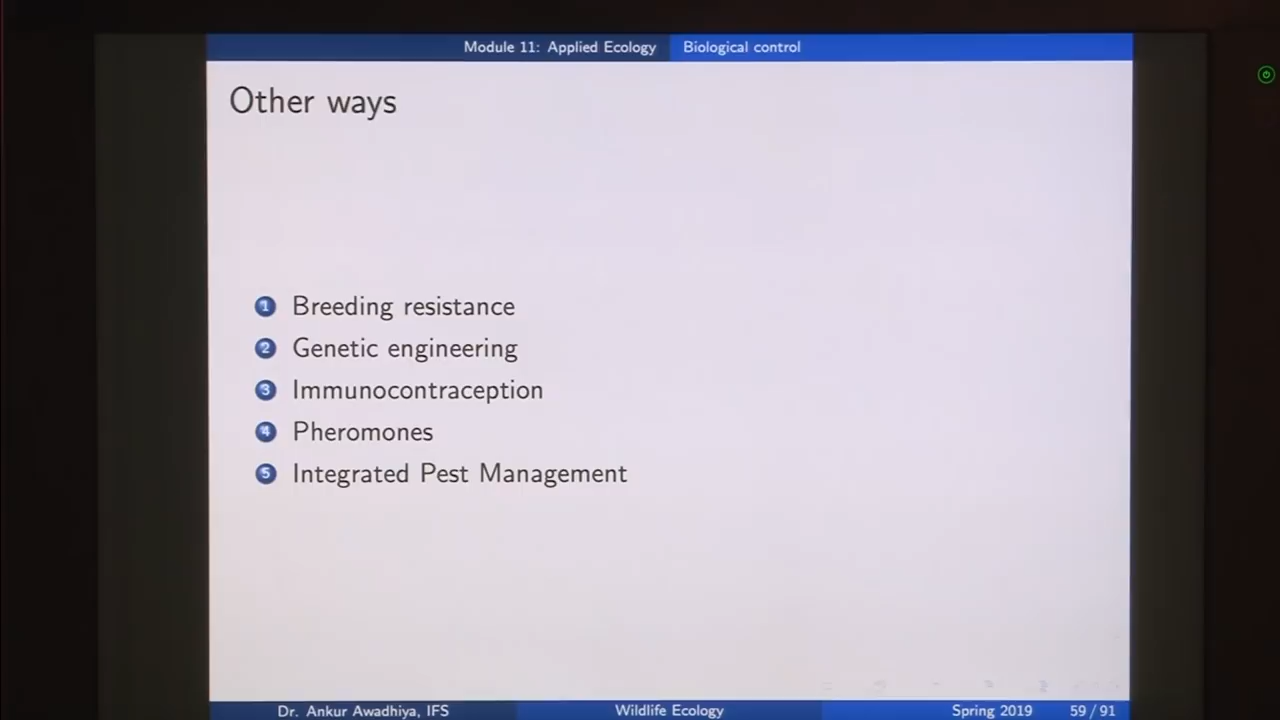 Module 11: Applied Ecology Biological control
Other ways
1 Breeding resistance
2 Genetic engineering
3 Immunocontraception
4 Pheromones
5 Integrated Pest Management
Dr. Ankur Awadhiya, IFS Wildlife Ecology Spring 2019 59 / 91